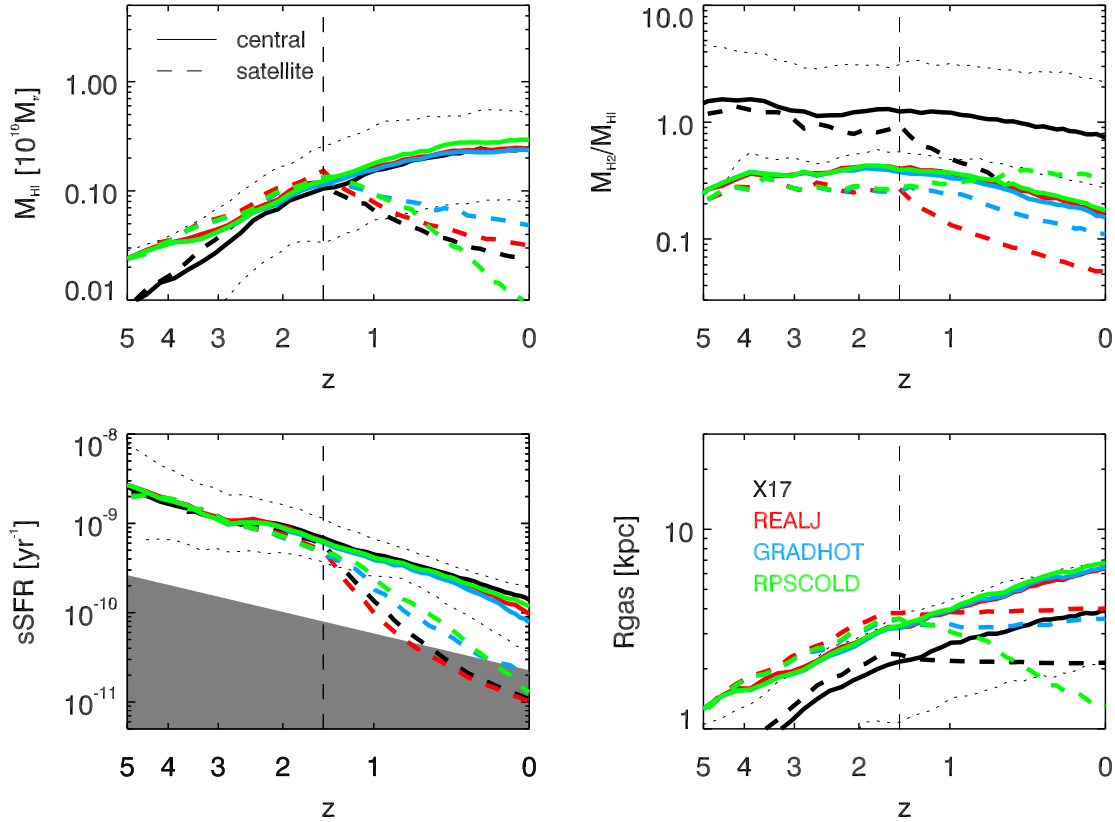 central
satellite
1.00
0.10
0.01
M_HI [10^10 M_r]
5 4 3 2 1 0
z
10.0
1.0
0.1
M_H2/M_HI
5 4 3 2 1 0
z
10^-8
10^-9
10^-10
10^-11
sSFR [yr^-1]
5 4 3 2 1 0
z
X17
REALJ
GRADHOT
RPSCOLD
10
1
Rgas [kpc]
5 4 3 2 1 0
z